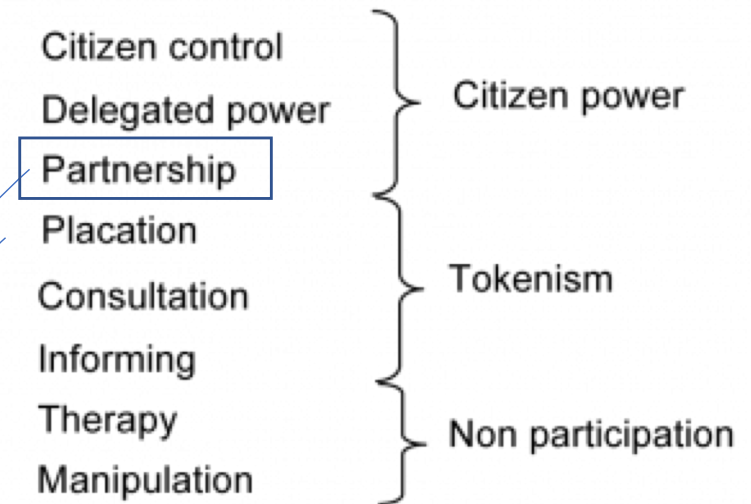 Citizen control
Delegated power
Partnership
Placation
Consultation
Informing
Therapy
Manipulation
Citizen power
Tokenism
Non participation